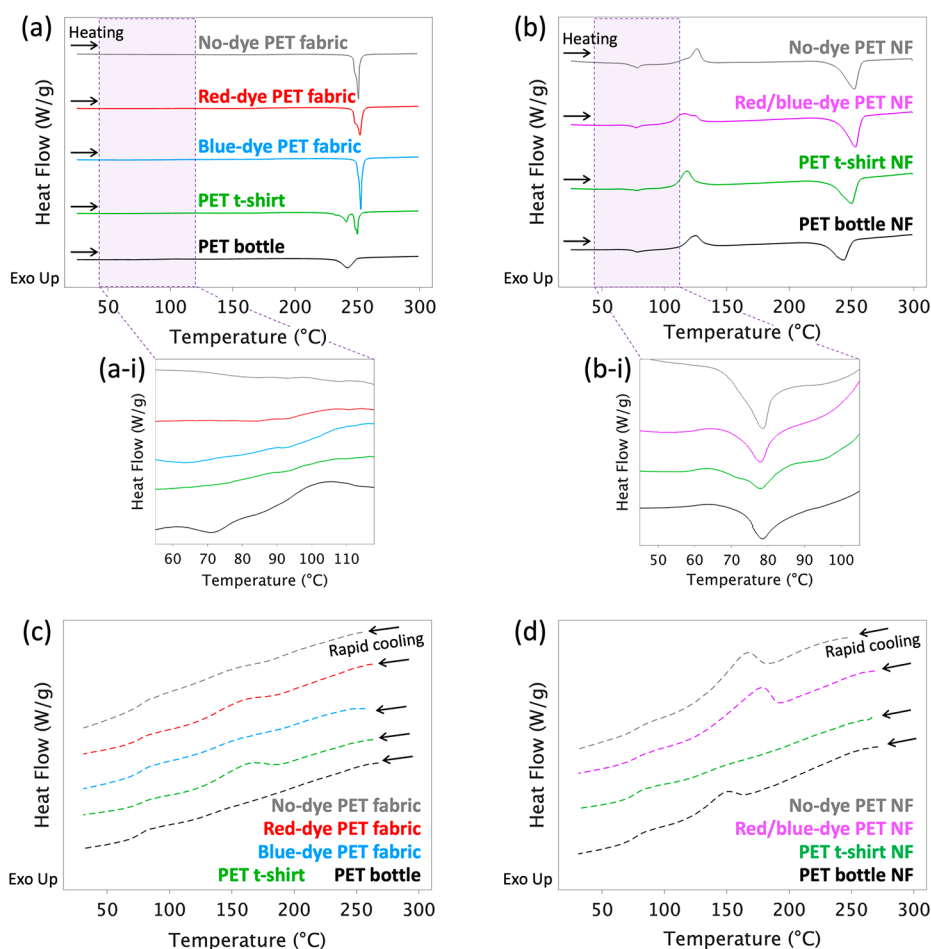 (a)
Heating
No-dye PET fabric
Red-dye PET fabric
Blue-dye PET fabric
PET t-shirt
PET bottle
Heat Flow (W/g)
Exo Up
50 100 150 200 250 300
Temperature (°C)
(b)
Heating
No-dye PET NF
Red/blue-dye PET NF
PET t-shirt NF
PET bottle NF
Heat Flow (W/g)
Exo Up
50 100 150 200 250 300
Temperature (°C)
(a-i)
Heat Flow (W/g)
60 70 80 90 100 110
Temperature (°C)
(b-i)
Heat Flow (W/g)
50 60 70 80 90 100
Temperature (°C)
(c)
Rapid cooling
Heat Flow (W/g)
No-dye PET fabric
Red-dye PET fabric
Blue-dye PET fabric
PET t-shirt PET bottle
Exo Up
50 100 150 200 250 300
Temperature (°C)
(d)
Rapid cooling
Heat Flow (W/g)
No-dye PET NF
Red/blue-dye PET NF
PET t-shirt NF
PET bottle NF
Exo Up
50 100 150 200 250 300
Temperature (°C)